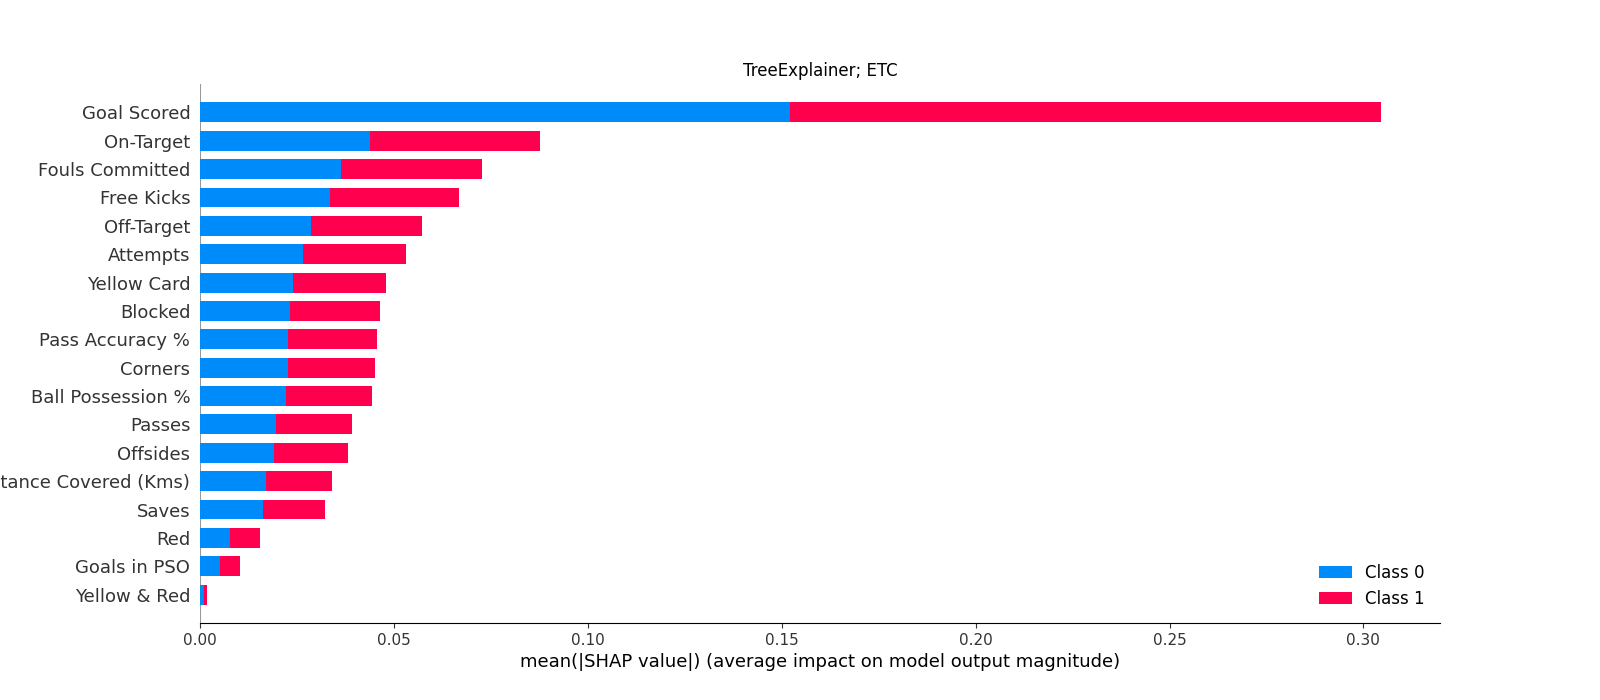 TreeExplainer; ETC
Goal Scored
On-Target
Fouls Committed
Free Kicks
Off-Target
Attempts
Yellow Card
Blocked
Pass Accuracy %
Corners
Ball Possession %
Passes
Offsides
tance Covered (Kms)
Saves
Red
Goals in PSO
Yellow & Red
Class 0
Class 1
0.00 0.05 0.10 0.15 0.20 0.25 0.30
mean(|SHAP value|) (average impact on model output magnitude)